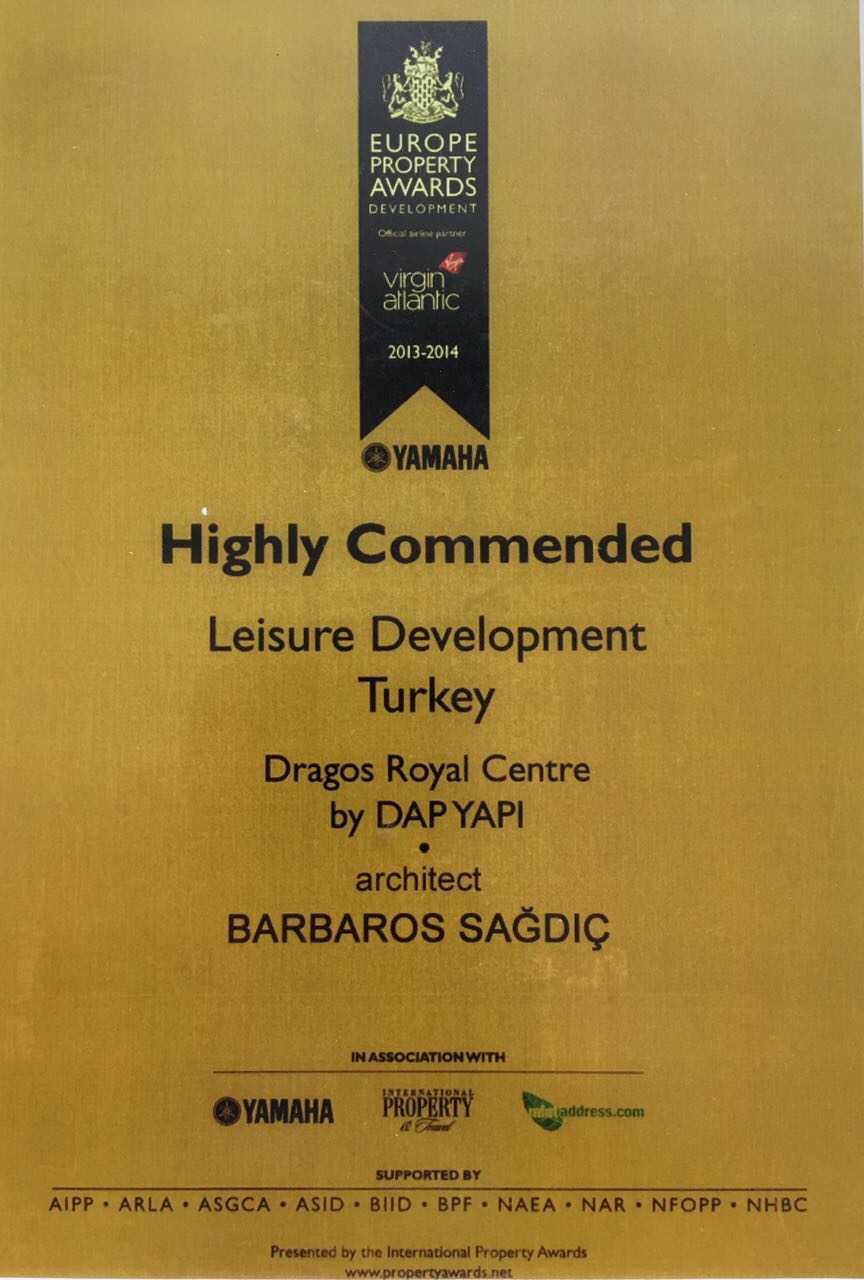 EUROPE
PROPERTY
AWARDS
DEVELOPMENT
Official airline partner
virgin
atlantic
2013-2014
YAMAHA
Highly Commended
Leisure Development
Turkey
Dragos Royal Centre
by DAP YAPI
•
architect
BARBAROS SAĞDIÇ
IN ASSOCIATION WITH
YAMAHA
INTERNATIONAL
PROPERTY
& Travel
address.com
SUPPORTED BY
AIPP • ARLA • ASGCA • ASID • BIID • BPF • NAEA • NAR • NFOPP • NHBC
Presented by the International Property Awards
www.propertyawards.net